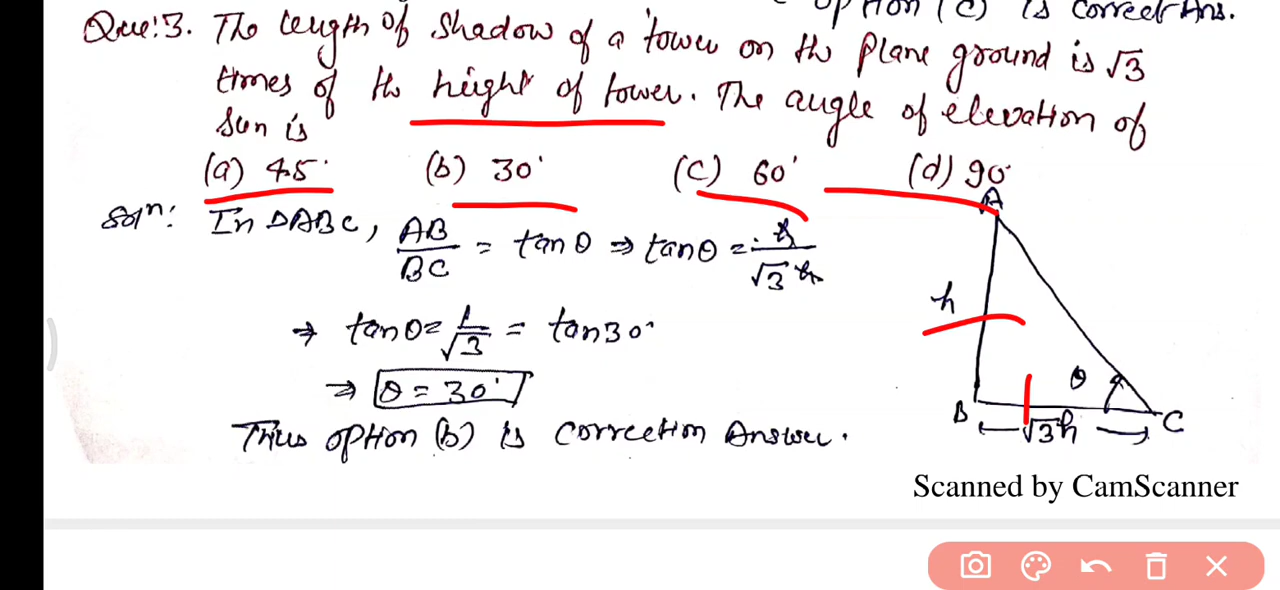 option (c) is correct Ans.
Que:3. The length of shadow of a tower on the plane ground is √3
times of the height of tower. The angle of elevation of
Sun is
(a) 45° (b) 30° (c) 60° (d) 90°
Solⁿ: In ΔABC, AB/BC = tanθ ⇒ tanθ = h/√3h
⇒ tanθ = 1/√3 = tan30°
⇒ θ = 30°
Thus option (b) is correction Answer.
A
h
θ
B √3h C
Scanned by CamScanner